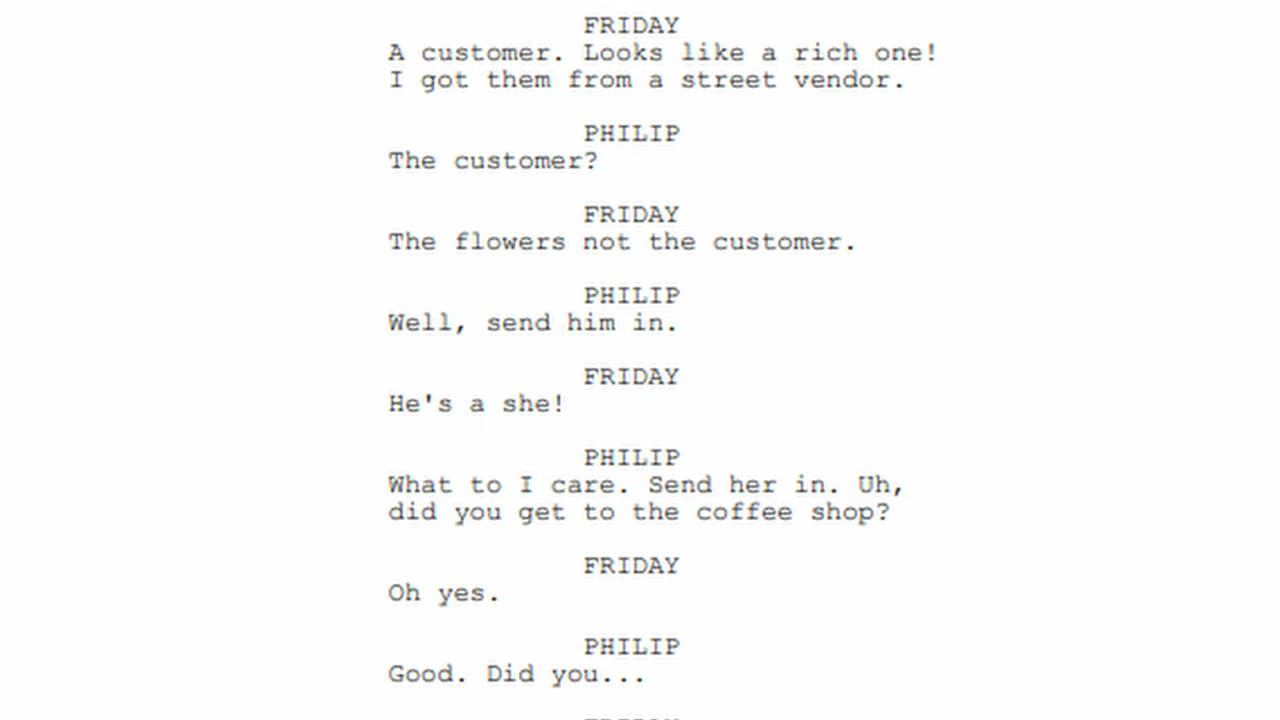 FRIDAY
A customer. Looks like a rich one!
I got them from a street vendor.
PHILIP
The customer?
FRIDAY
The flowers not the customer.
PHILIP
Well, send him in.
FRIDAY
He's a she!
PHILIP
What to I care. Send her in. Uh,
did you get to the coffee shop?
FRIDAY
Oh yes.
PHILIP
Good. Did you...